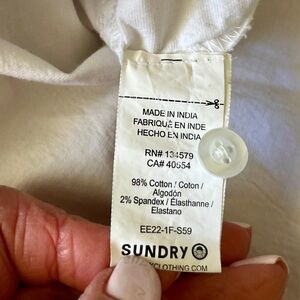 MADE IN INDIA
FABRIQUÉ EN INDE
HECHO EN INDIA
RN# 134579
CA# 40554
98% Cotton / Coton /
Algodón
2% Spandex / Élasthanne /
Elastano
EE22-1F-S59
SUNDRY
CLOTHING.COM